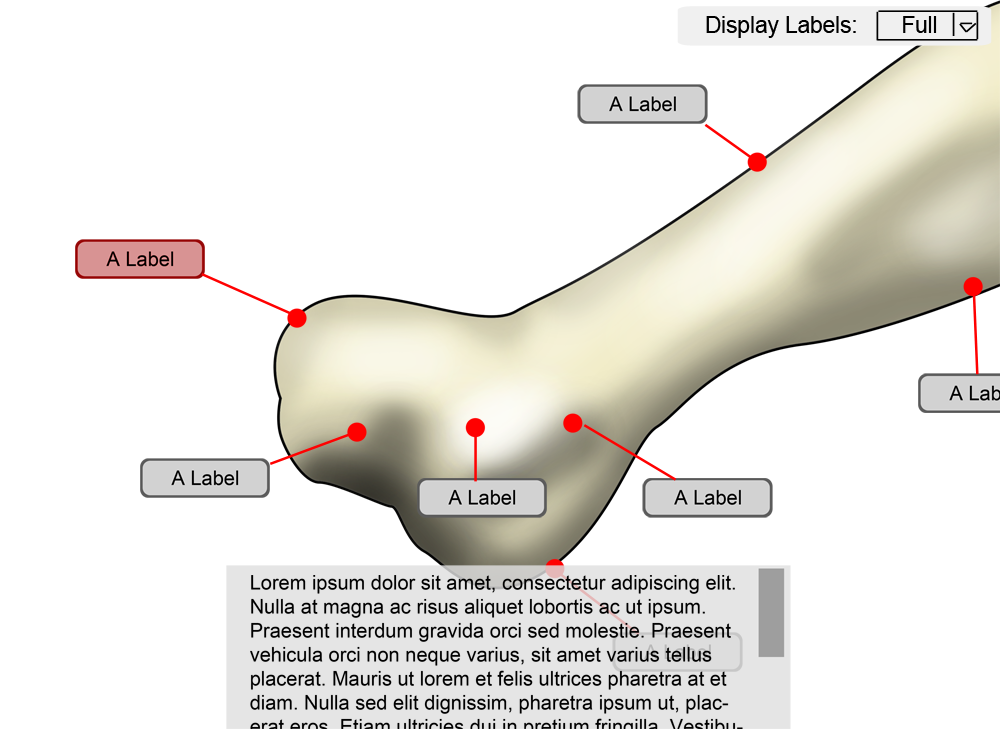 Display Labels: Full
A Label
A Label
A Lab
A Label
A Label
A Label
Lorem ipsum dolor sit amet, consectetur adipiscing elit.
Nulla at magna ac risus aliquet lobortis ac ut ipsum.
Praesent interdum gravida orci sed molestie. Praesent
A Label
vehicula orci non neque varius, sit amet varius tellus
placerat. Mauris ut lorem et felis ultrices pharetra at et
diam. Nulla sed elit dignissim, pharetra ipsum ut, plac-
erat eros. Etiam ultricies dui in pretium fringilla. Vestibu-